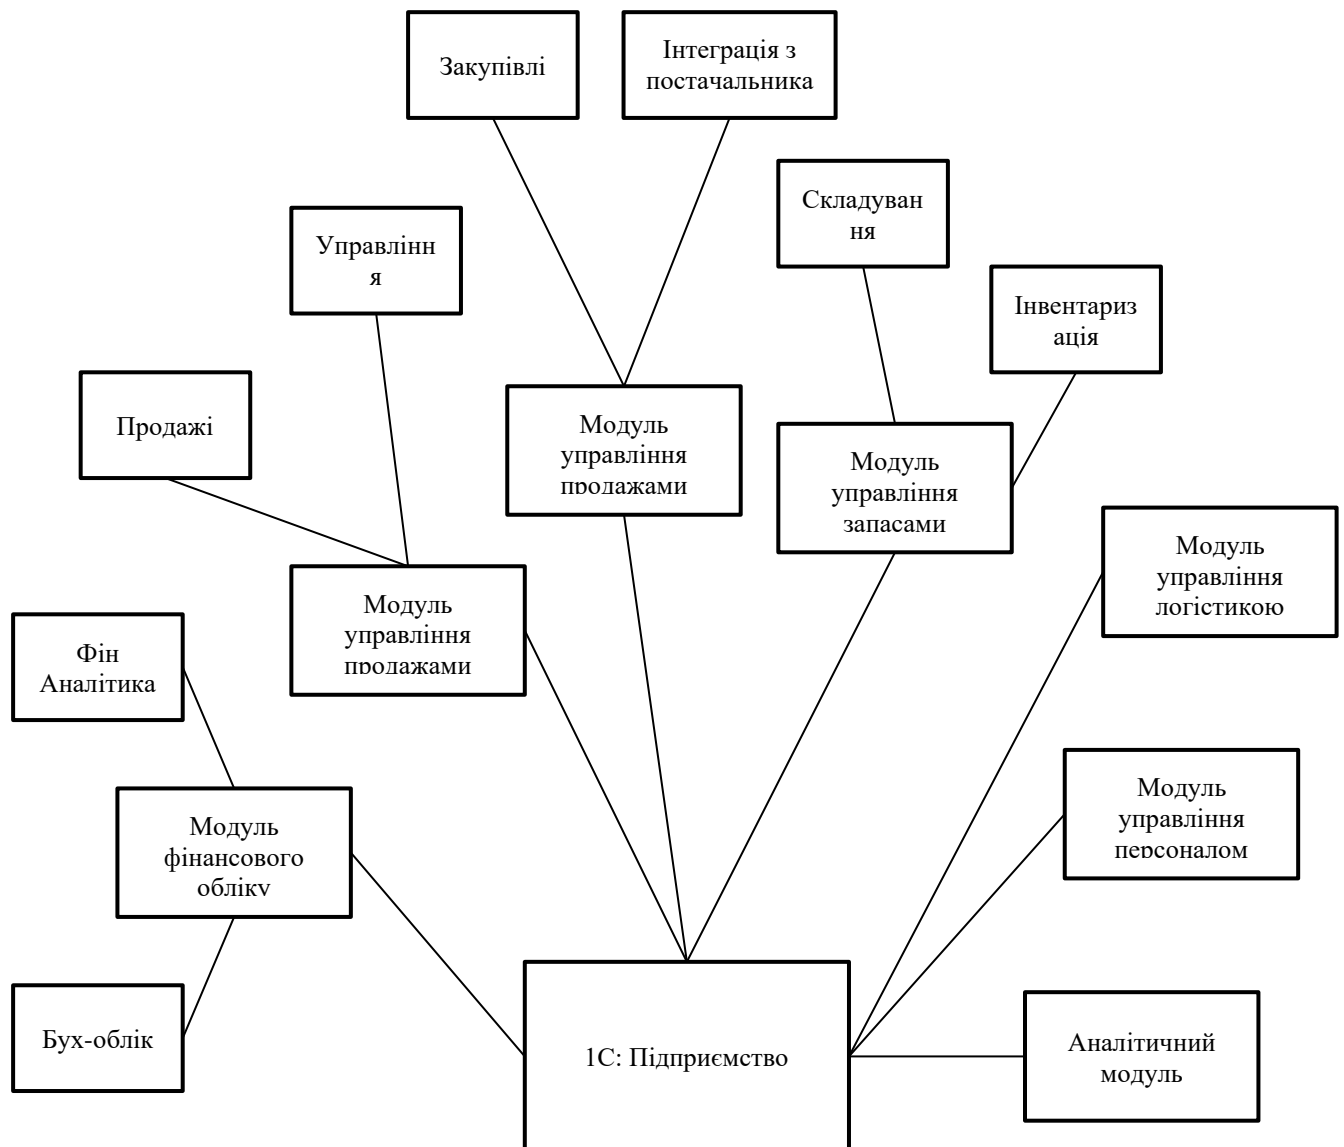 Закупівлі
Інтеграція з
постачальника
Складуван
ня
Управлінн
я
Інвентариз
ація
Продажі
Модуль
управління
продажами
Модуль
управління
запасами
Модуль
управління
логістикою
Модуль
управління
продажами
Фін
Аналітика
Модуль
управління
персоналом
Модуль
фінансового
обліку
Бух-облік
1С: Підприємство
Аналітичний
модуль